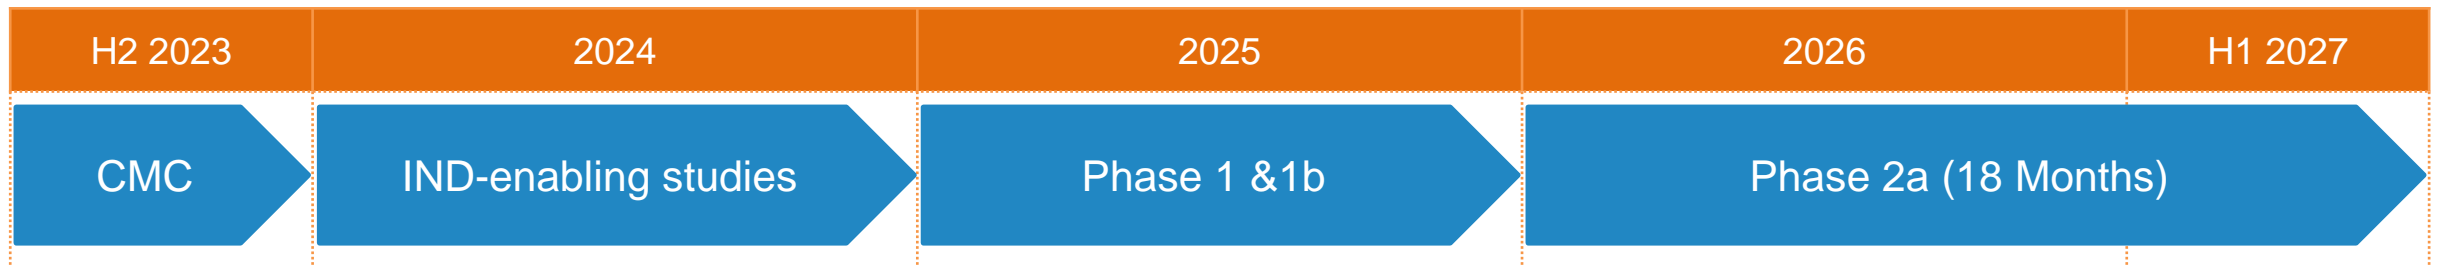 H2 2023
2024
2025
2026
H1 2027
CMC
IND-enabling studies
Phase 1 &1b
Phase 2a (18 Months)